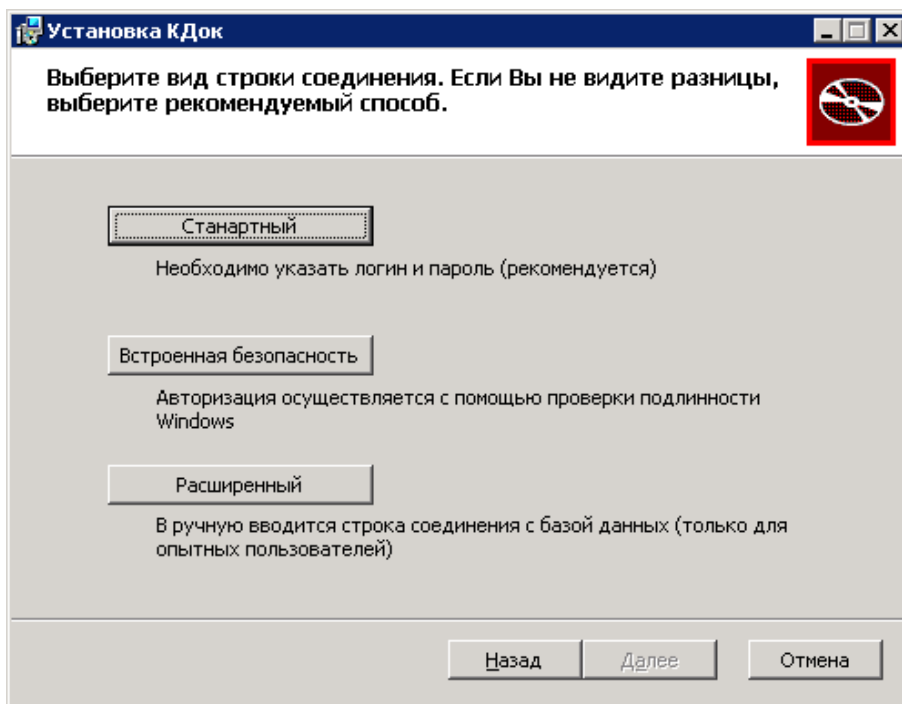 Установка КДок
Выберите вид строки соединения. Если Вы не видите разницы,
выберите рекомендуемый способ.
Станартный
Необходимо указать логин и пароль (рекомендуется)
Встроенная безопасность
Авторизация осуществляется с помощью проверки подлинности
Windows
Расширенный
В ручную вводится строка соединения с базой данных (только для
опытных пользователей)
Назад Далее Отмена